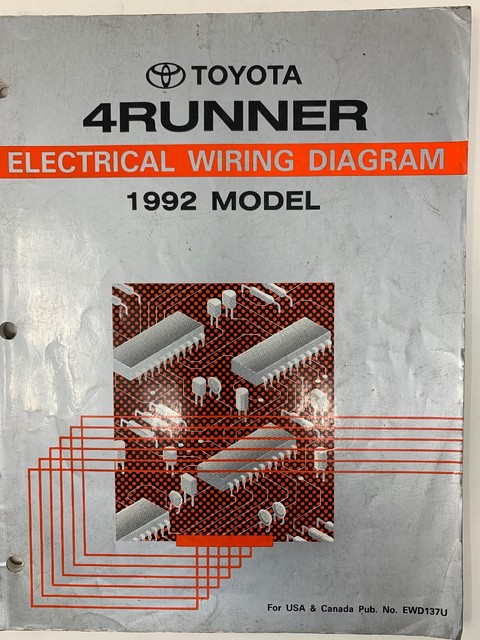 TOYOTA
4RUNNER
ELECTRICAL WIRING DIAGRAM
1992 MODEL
For USA & Canada Pub. No. EWD137U